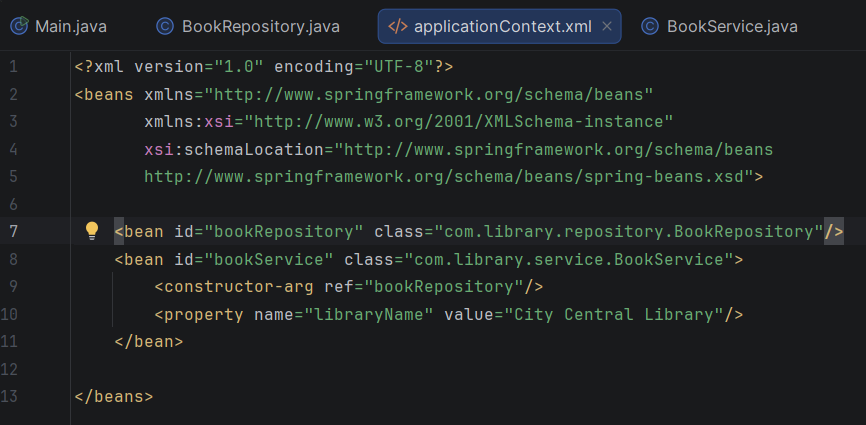 Main.java BookRepository.java applicationContext.xml BookService.java
1 <?xml version="1.0" encoding="UTF-8"?>
2 <beans xmlns="http://www.springframework.org/schema/beans"
3 xmlns:xsi="http://www.w3.org/2001/XMLSchema-instance"
4 xsi:schemaLocation="http://www.springframework.org/schema/beans
5 http://www.springframework.org/schema/beans/spring-beans.xsd">
6
7 <bean id="bookRepository" class="com.library.repository.BookRepository"/>
8 <bean id="bookService" class="com.library.service.BookService">
9 <constructor-arg ref="bookRepository"/>
10 <property name="libraryName" value="City Central Library"/>
11 </bean>
12
13 </beans>